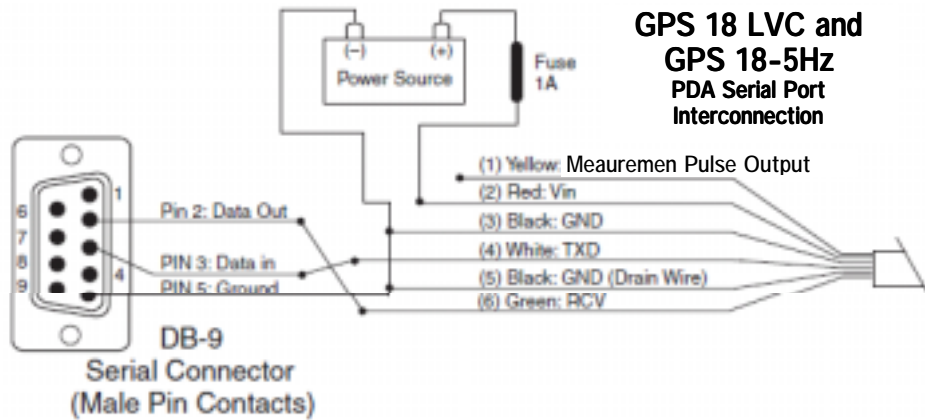 GPS 18 LVC and
GPS 18-5Hz
PDA Serial Port
Interconnection
(-) (+)
Power Source
Fuse
1A
(1) Yellow: Meauremen Pulse Output
(2) Red: Vin
(3) Black: GND
(4) White: TXD
(5) Black: GND (Drain Wire)
(6) Green: RCV
Pin 2: Data Out
PIN 3: Data in
PIN 5: Ground
1
6
7
8
4
9
DB-9
Serial Connector
(Male Pin Contacts)